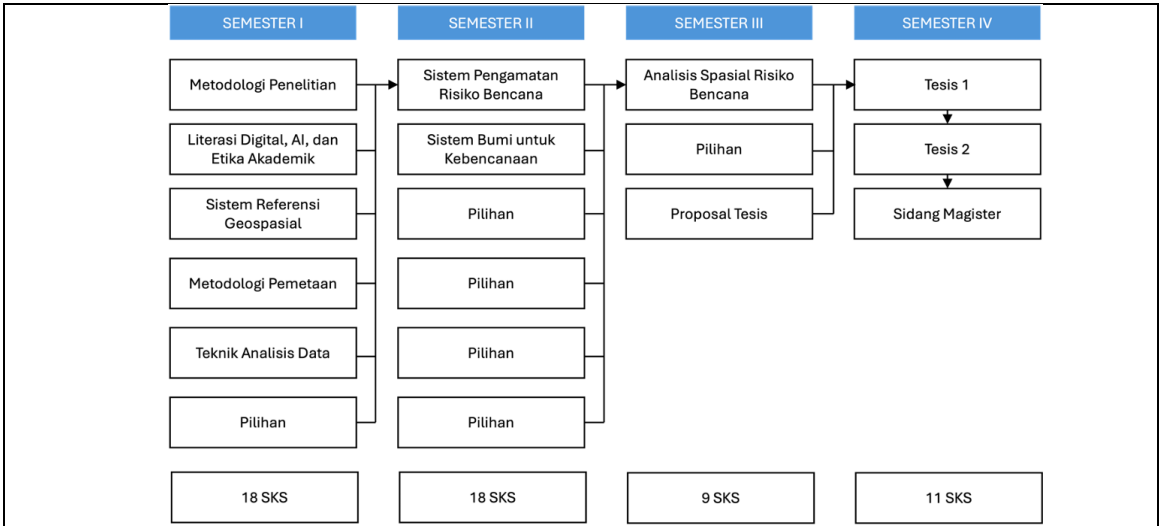 SEMESTER I
SEMESTER II
SEMESTER III
SEMESTER IV
Metodologi Penelitian
Sistem Pengamatan
Risiko Bencana
Analisis Spasial Risiko
Bencana
Tesis 1
Literasi Digital, AI, dan
Etika Akademik
Sistem Bumi untuk
Kebencanaan
Pilihan
Tesis 2
Sistem Referensi
Geospasial
Pilihan
Proposal Tesis
Sidang Magister
Metodologi Pemetaan
Pilihan
Teknik Analisis Data
Pilihan
Pilihan
Pilihan
18 SKS
18 SKS
9 SKS
11 SKS